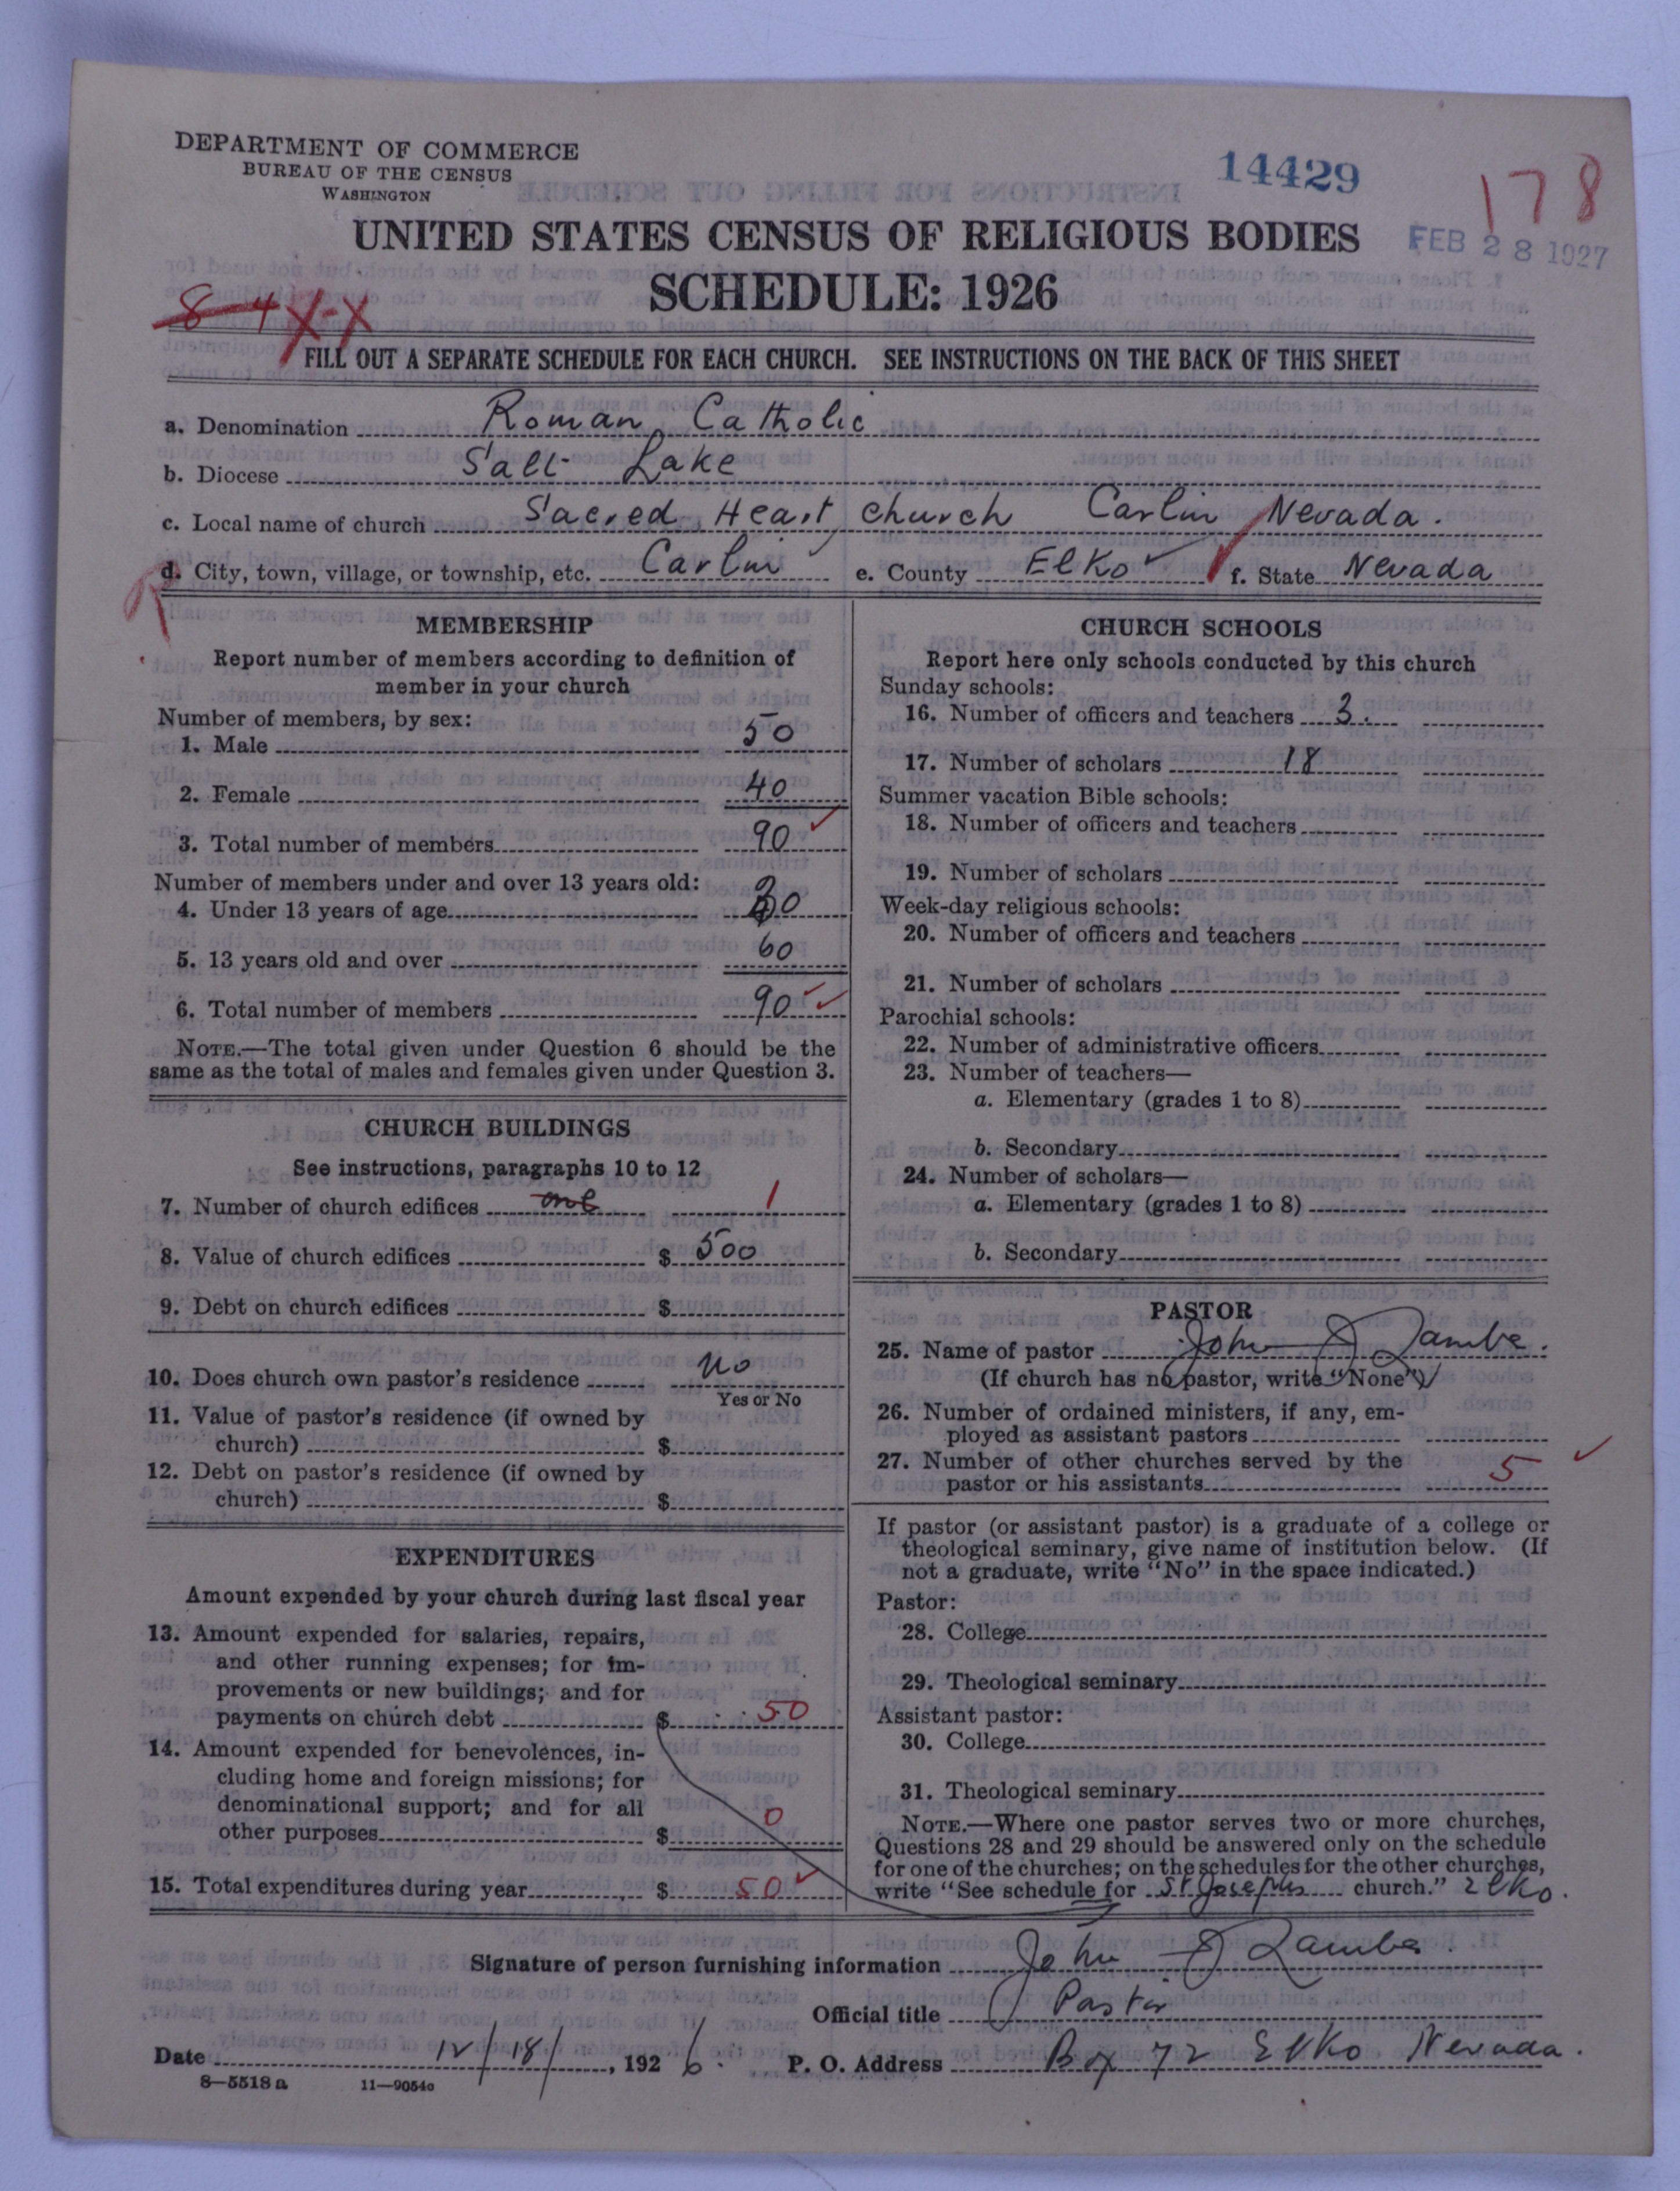 DEPARTMENT OF COMMERCE
BUREAU OF THE CENSUS
WASHINGTON
14429
178
FEB 28 1927
UNITED STATES CENSUS OF RELIGIOUS BODIES
SCHEDULE: 1926
8-4 X-X
FILL OUT A SEPARATE SCHEDULE FOR EACH CHURCH. SEE INSTRUCTIONS ON THE BACK OF THIS SHEET
a. Denomination Roman Catholic
b. Diocese Salt Lake
c. Local name of church Sacred Heart church Carlin Nevada.
d. City, town, village, or township, etc. Carlin e. County Elko f. State Nevada
MEMBERSHIP
Report number of members according to definition of
member in your church
Number of members, by sex:
1. Male 50
2. Female 40
3. Total number of members 90
Number of members under and over 13 years old:
4. Under 13 years of age 30
5. 13 years old and over 60
6. Total number of members 90
NOTE.—The total given under Question 6 should be the
same as the total of males and females given under Question 3.
CHURCH BUILDINGS
See instructions, paragraphs 10 to 12
7. Number of church edifices one 1
8. Value of church edifices $ 500
9. Debt on church edifices $
10. Does church own pastor's residence No
Yes or No
11. Value of pastor's residence (if owned by
church) $
12. Debt on pastor's residence (if owned by
church) $
EXPENDITURES
Amount expended by your church during last fiscal year
13. Amount expended for salaries, repairs,
and other running expenses; for im-
provements or new buildings; and for
payments on church debt $ 50
14. Amount expended for benevolences, in-
cluding home and foreign missions; for
denominational support; and for all
other purposes $ 0
15. Total expenditures during year $ 50
CHURCH SCHOOLS
Report here only schools conducted by this church
Sunday schools:
16. Number of officers and teachers 3.
17. Number of scholars 18
Summer vacation Bible schools:
18. Number of officers and teachers
19. Number of scholars
Week-day religious schools:
20. Number of officers and teachers
21. Number of scholars
Parochial schools:
22. Number of administrative officers
23. Number of teachers—
a. Elementary (grades 1 to 8)
b. Secondary
24. Number of scholars—
a. Elementary (grades 1 to 8)
b. Secondary
PASTOR
25. Name of pastor John J Lambe.
(If church has no pastor, write "None")
26. Number of ordained ministers, if any, em-
ployed as assistant pastors
27. Number of other churches served by the
pastor or his assistants 5
If pastor (or assistant pastor) is a graduate of a college or
theological seminary, give name of institution below. (If
not a graduate, write "No" in the space indicated.)
Pastor:
28. College
29. Theological seminary
Assistant pastor:
30. College
31. Theological seminary
NOTE.—Where one pastor serves two or more churches,
Questions 28 and 29 should be answered only on the schedule
for one of the churches; on the schedules for the other churches,
write "See schedule for St Josephs church." Elko.
Signature of person furnishing information John J Lambe.
Official title Pastor
Date 12/18/, 1926. P. O. Address Box 72 Elko Nevada.
8—5518 a 11—9054c